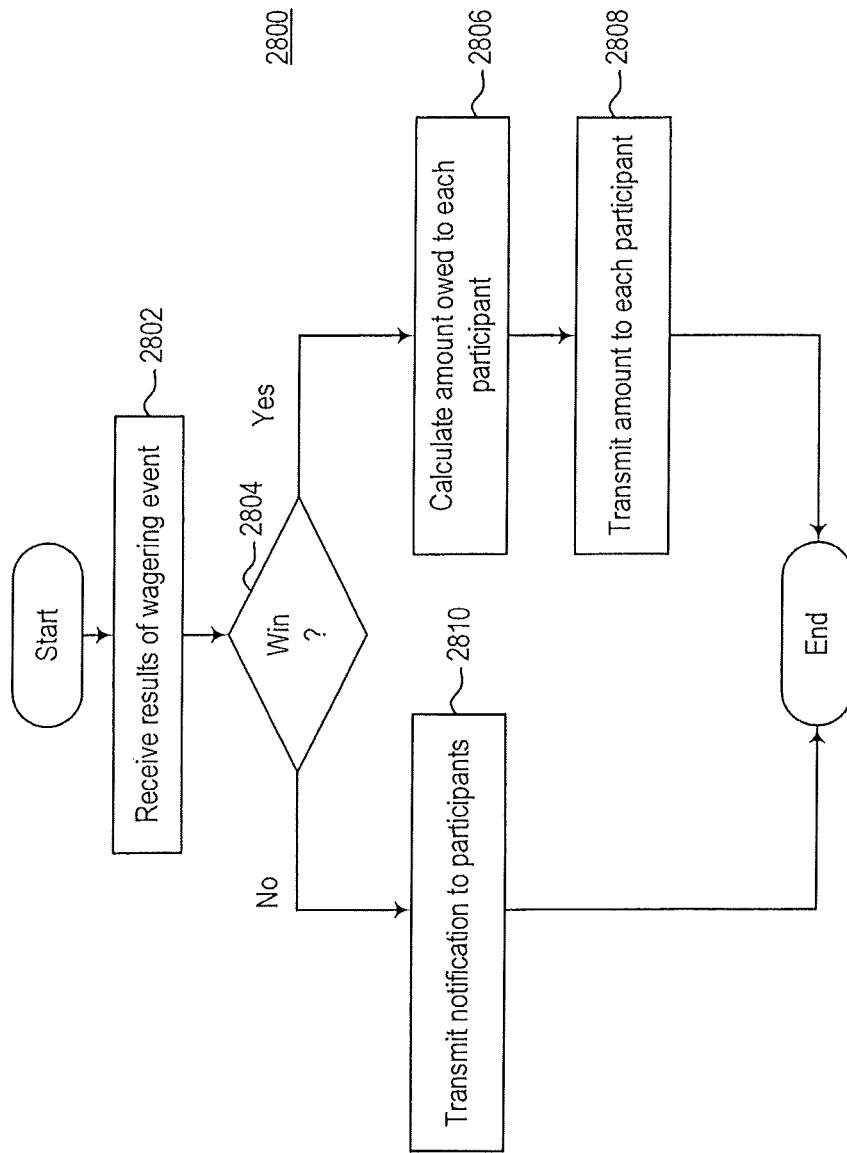 2800
Start
Receive results of wagering event
2802
Win
?
2804
No
Yes
Transmit notification to participants
2810
Calculate amount owed to each
participant
2806
Transmit amount to each participant
2808
End